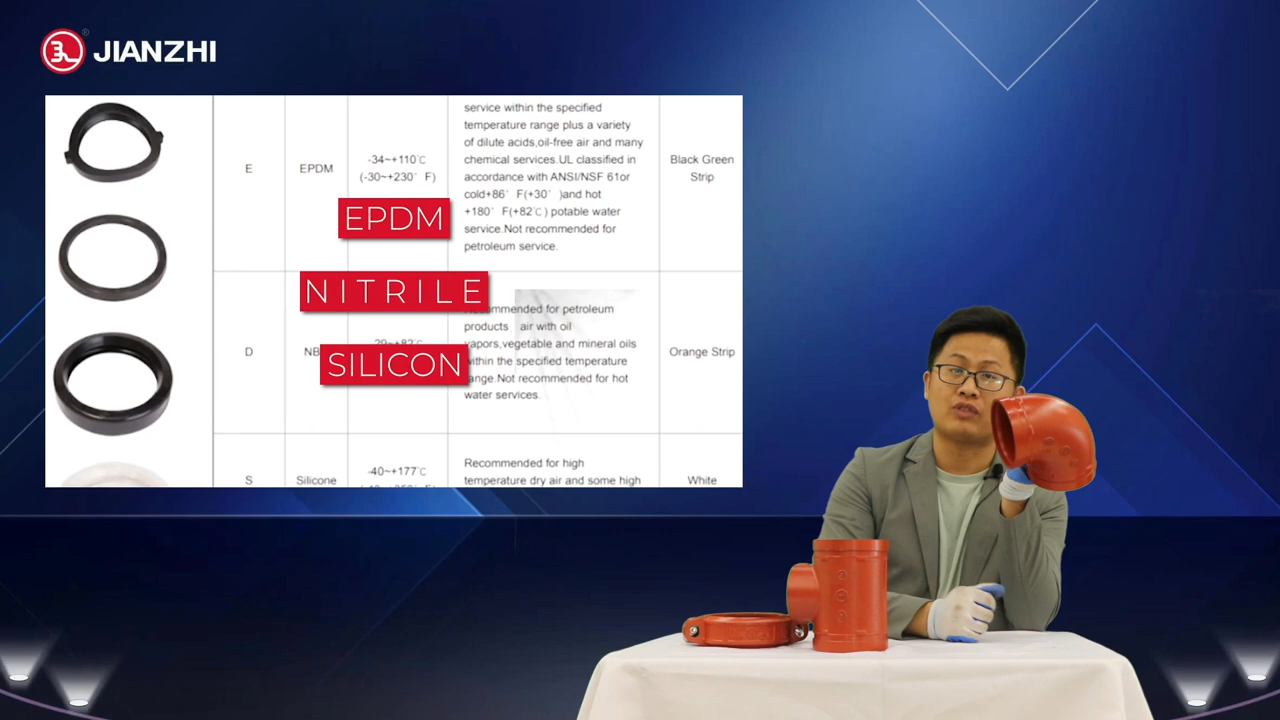 JIANZHI
E
EPDM
-34~+110℃
(-30~+230° F)
service within the specified
temperature range plus a variety
of dilute acids,oil-free air and many
chemical services.UL classified in
accordance with ANSI/NSF 61or
cold+86° F(+30° )and hot
+180° F(+82℃) potable water
service.Not recommended for
petroleum service.
Black Green
Strip
EPDM
NITRILE
SILICON
D
NB
Recommended for petroleum
products air with oil
vapors,vegetable and mineral oils
within the specified temperature
range.Not recommended for hot
water services.
Orange Strip
S
Silicone
-40~+177℃
Recommended for high
temperature dry air and some high
White